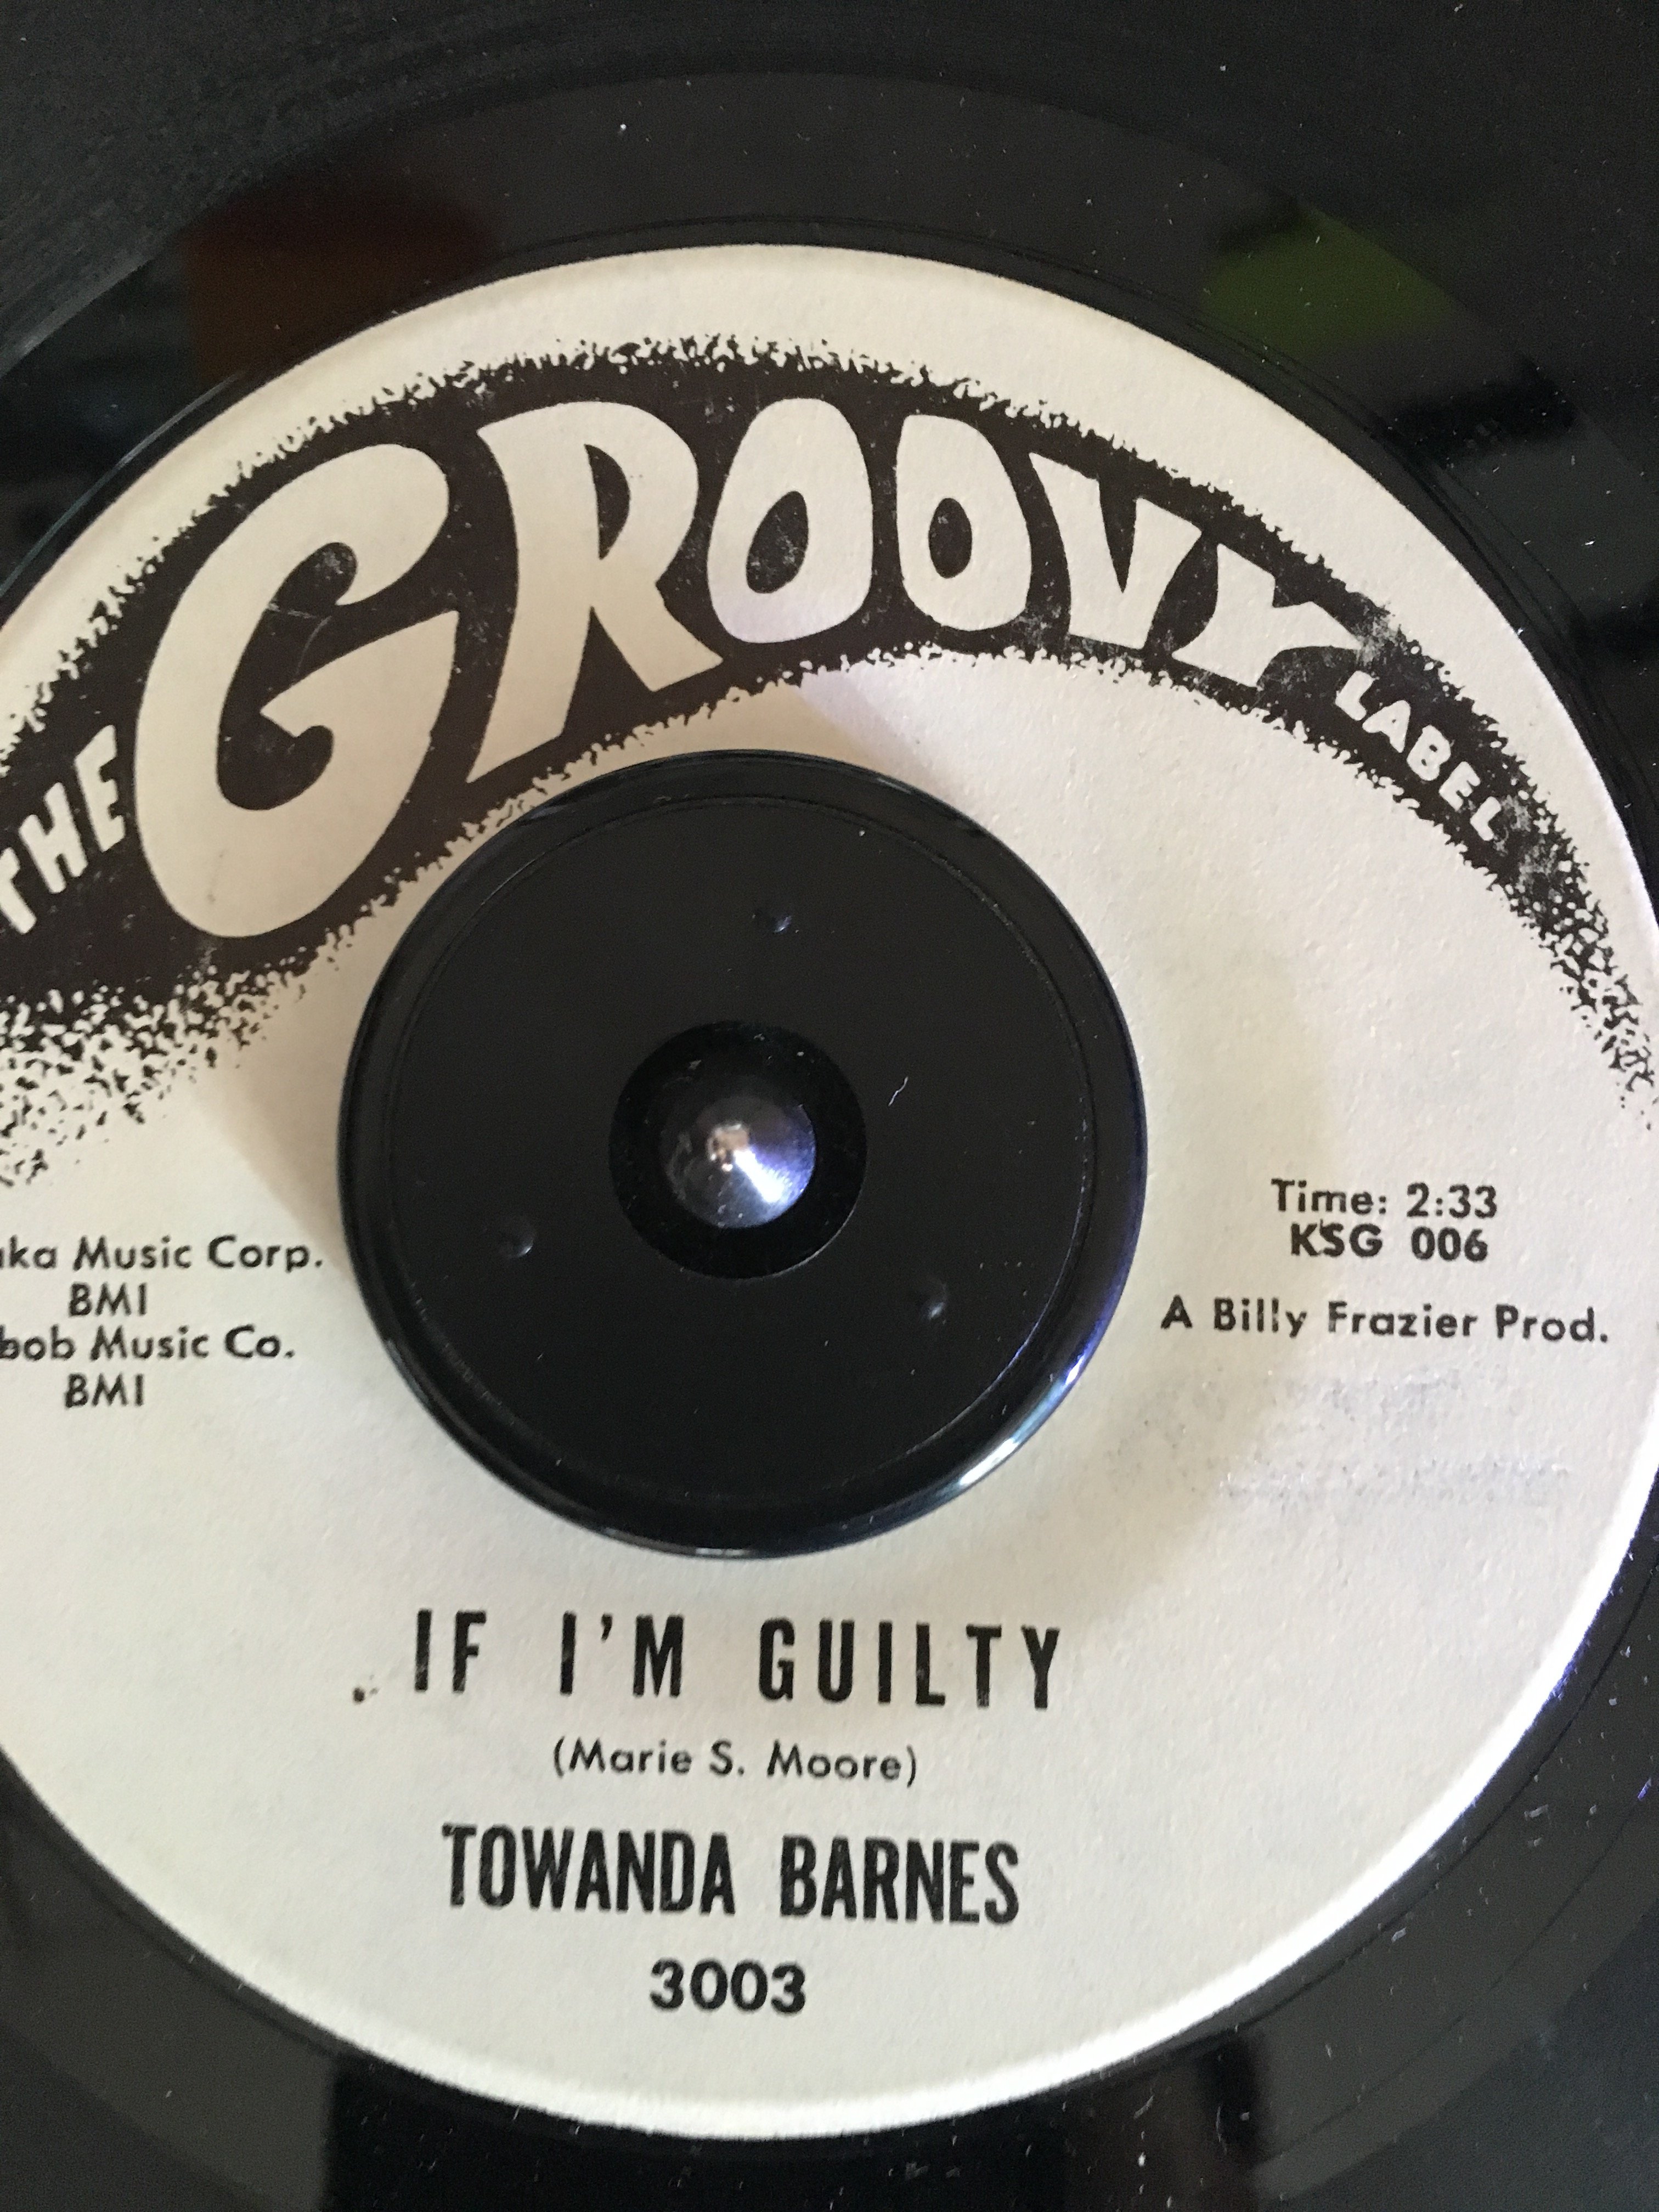 THE GROOVY LABEL
Music Corp.
BMI
Music Co.
BMI
Time: 2:33
KSG 006
A Billy Frazier Prod.
IF I'M GUILTY
(Marie S. Moore)
TOWANDA BARNES
3003